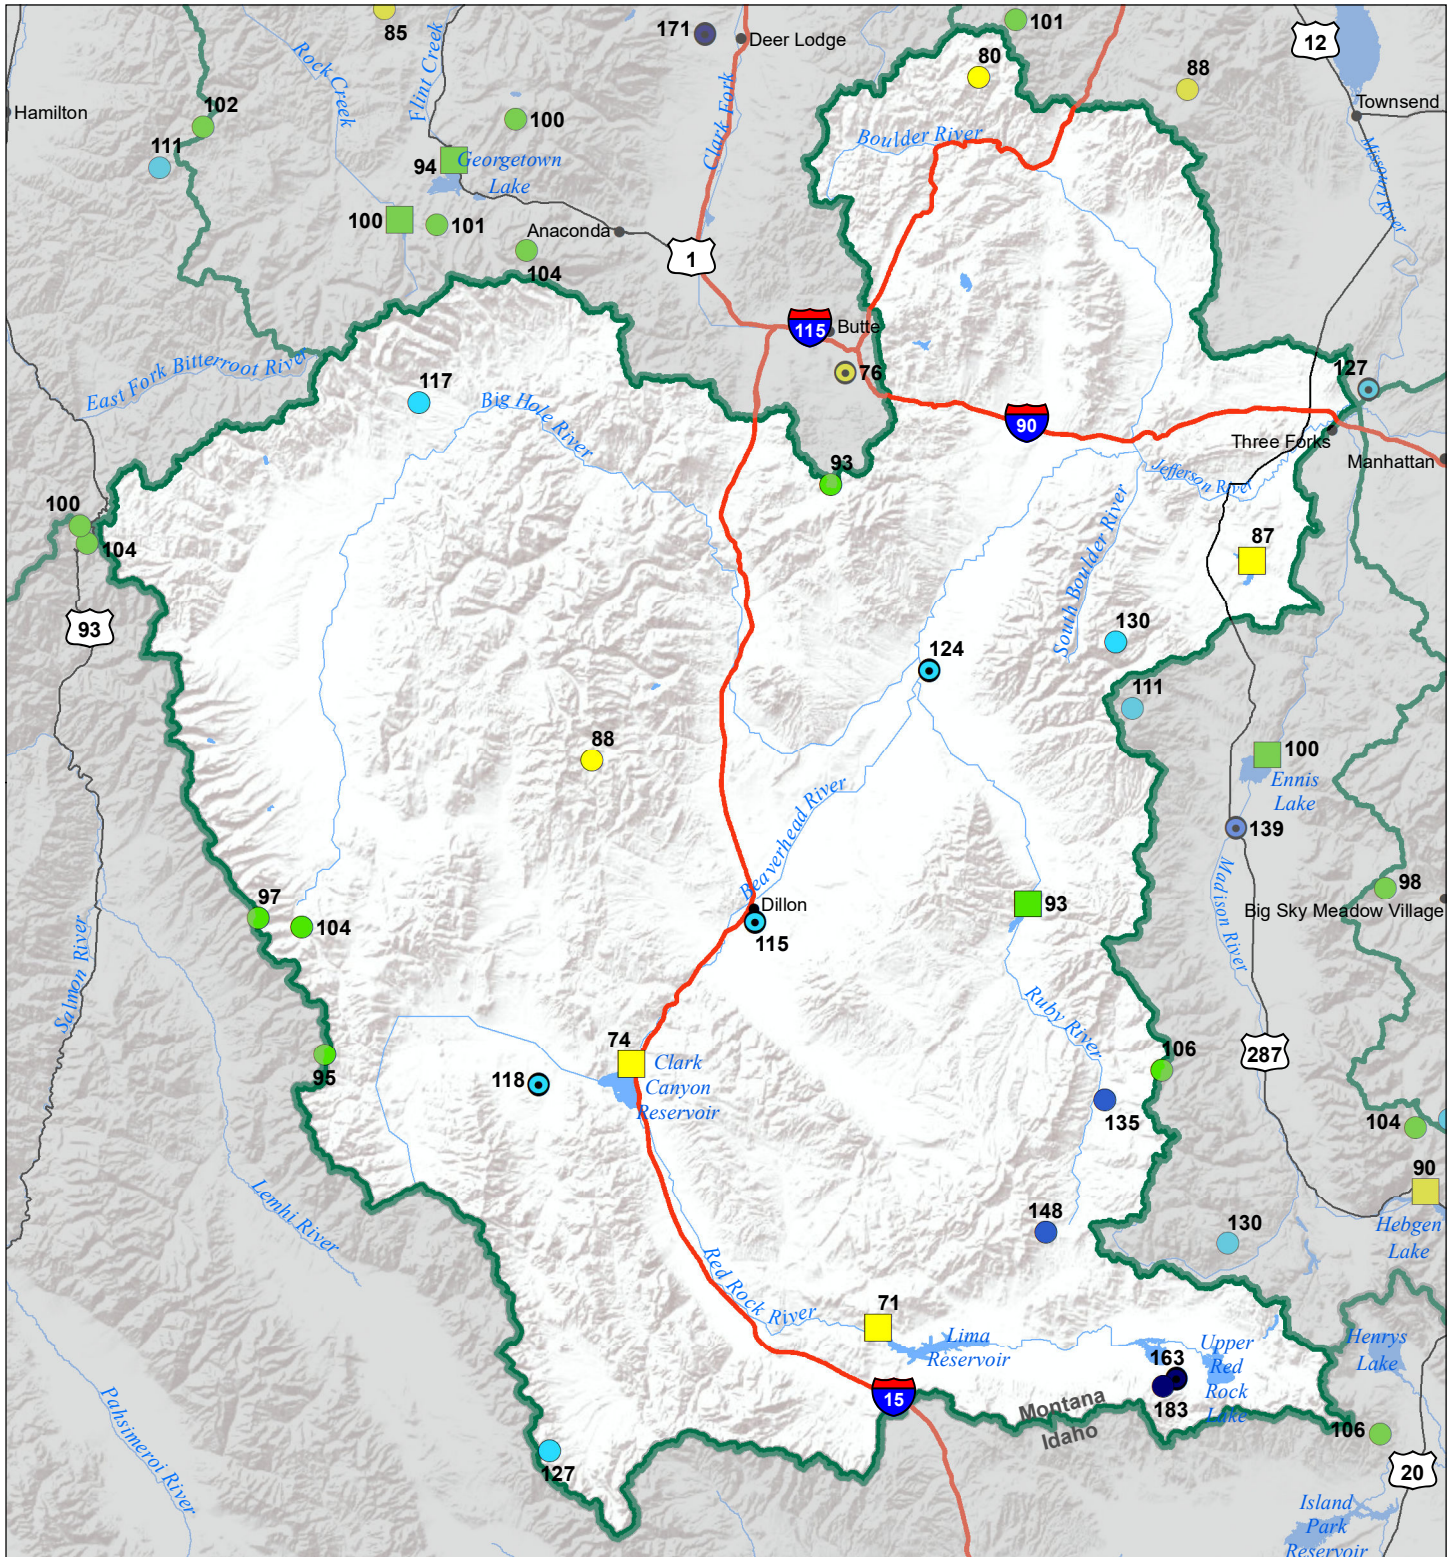 85
171
Deer Lodge
101
12
80
88
Rock Creek
Flint Creek
Clark Fork
Hamilton
102
100
Townsend
Boulder River
111
94
Georgetown
Lake
Missouri River
100
101
Anaconda
104
1
115
Butte
East Fork Bitterroot River
76
127
117
Big Hole River
90
Three Forks
Manhattan
93
Jefferson River
100
104
87
South Boulder River
93
130
124
111
88
100
Ennis
Lake
Beaverhead River
139
Madison River
98
97
104
Dillon
115
93
Big Sky Meadow Village
Salmon River
Ruby River
74
Clark
Canyon
Reservoir
118
95
106
287
135
104
90
Lemhi River
148
130
Hebgen
Lake
Red Rock River
71
Lima
Reservoir
Upper
Red
Rock
Lake
Henrys
Lake
163
183
15
Montana
Idaho
106
Pahsimeroi River
127
20
Island
Park
Reservoir